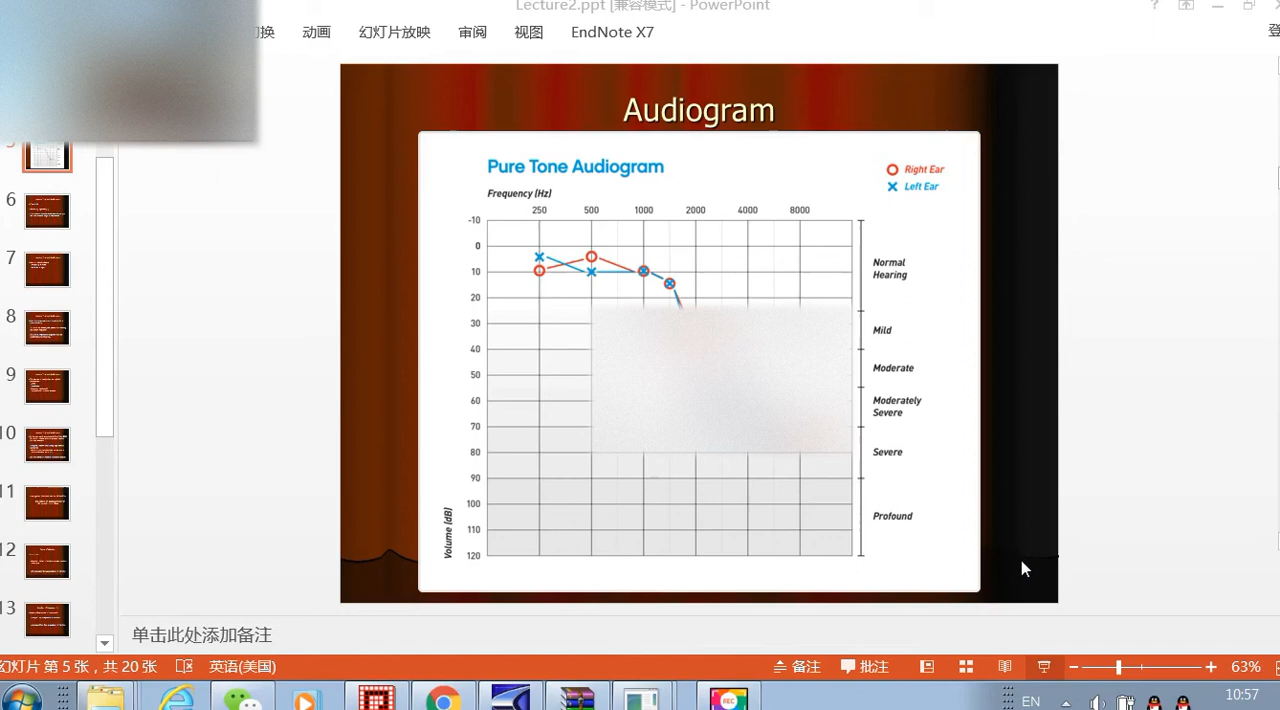 Lecture2.ppt [兼容模式] - PowerPoint
换 动画 幻灯片放映 审阅 视图 EndNote X7
登
Audiogram
Pure Tone Audiogram
Right Ear
Left Ear
Frequency (Hz)
250 500 1000 2000 4000 8000
-10
0
10
20
30
40
50
60
70
80
90
100
110
120
Volume (dB)
Normal
Hearing
Mild
Moderate
Moderately
Severe
Severe
Profound
6
7
8
9
10
11
12
13
单击此处添加备注
幻灯片 第 5 张，共 20 张 英语(美国) 备注 批注 63%
EN 10:57